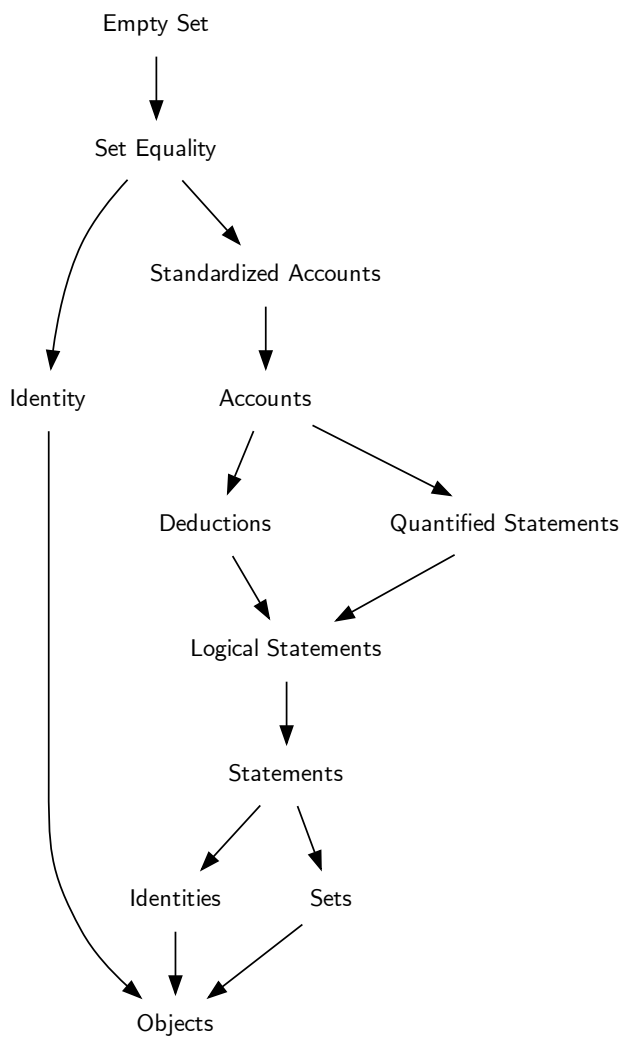 Empty Set
Set Equality
Standardized Accounts
Identity
Accounts
Deductions
Quantified Statements
Logical Statements
Statements
Identities
Sets
Objects